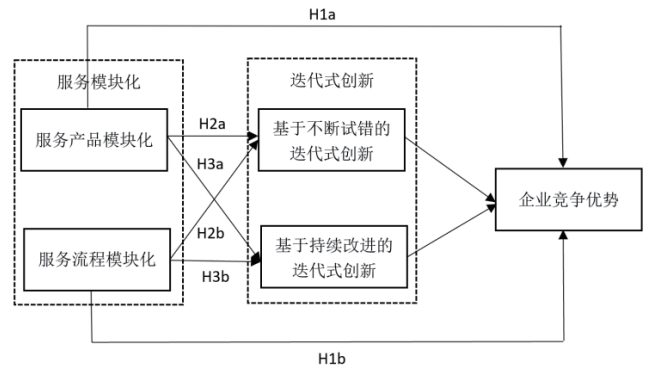 H1a
服务模块化
迭代式创新
服务产品模块化
H2a
基于不断试错的
迭代式创新
H3a
企业竞争优势
H2b
服务流程模块化
基于持续改进的
迭代式创新
H3b
H1b